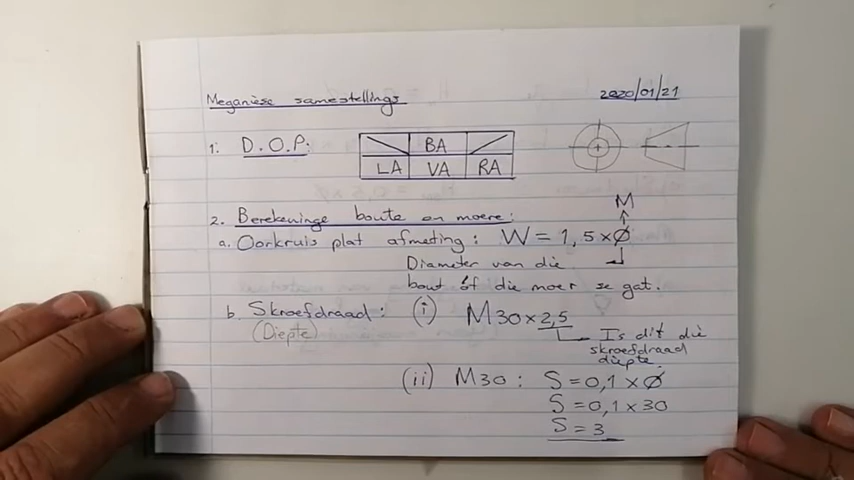 Meganiese samestellings 2020/01/21
1. D.O.P:
BA
LA VA RA
M
2. Berekeninge boute en moere:
a. Oorkruis plat afmeting: W = 1,5 x Ø
Diameter van die
bout óf die moer se gat.
b. Skroefdraad: (i) M30 x 2,5
(Diepte)
Is dit die
skroefdraad
diepte.
(ii) M30: S = 0,1 x Ø
S = 0,1 x 30
S = 3